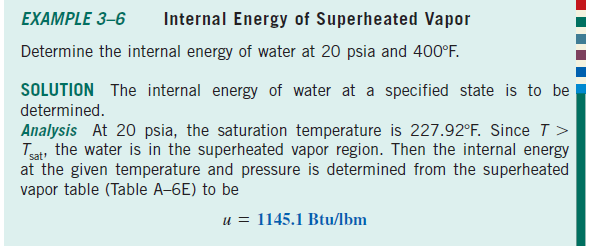 EXAMPLE 3–6 Internal Energy of Superheated Vapor
Determine the internal energy of water at 20 psia and 400°F.
SOLUTION The internal energy of water at a specified state is to be
determined.
Analysis At 20 psia, the saturation temperature is 227.92°F. Since T >
Tsat, the water is in the superheated vapor region. Then the internal energy
at the given temperature and pressure is determined from the superheated
vapor table (Table A–6E) to be
u = 1145.1 Btu/lbm